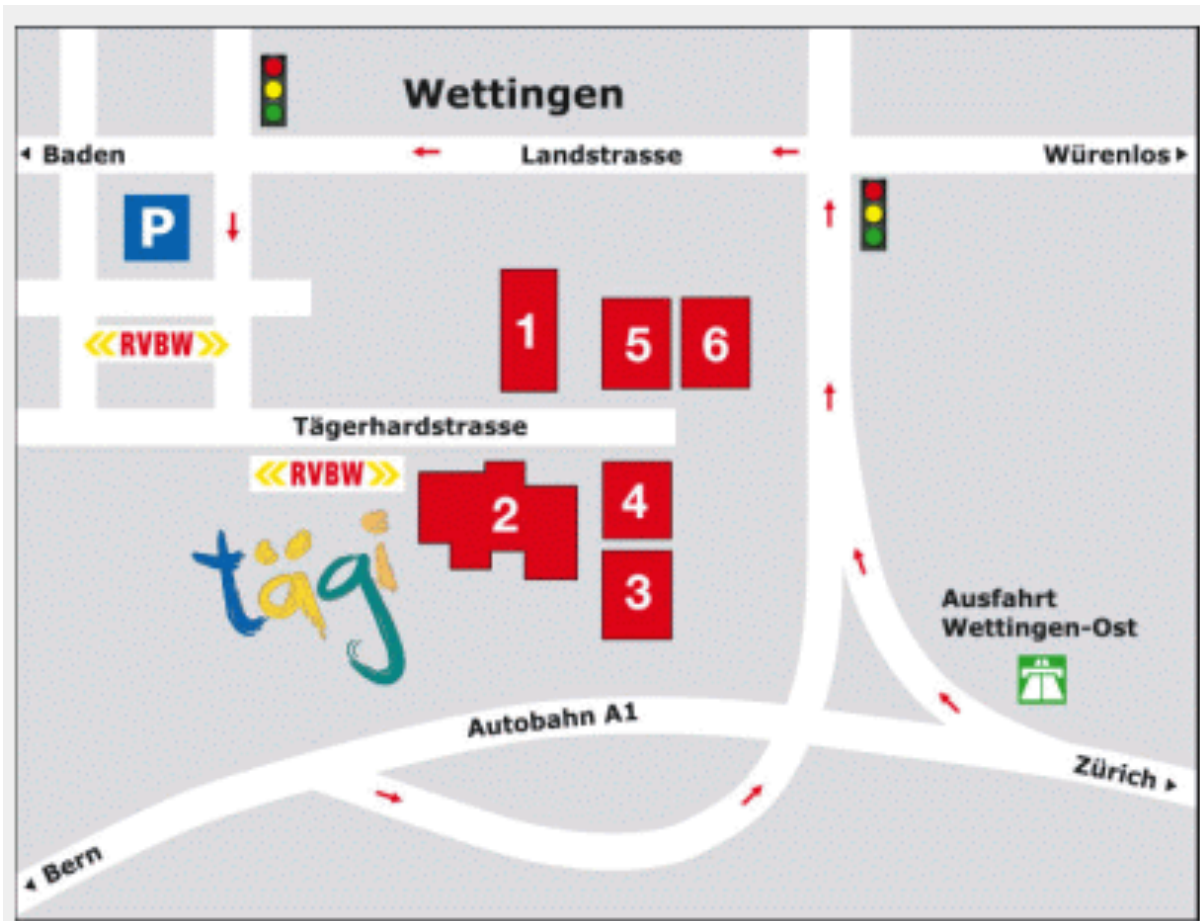 Wettingen
Baden
Landstrasse
Würenlos
P
1
5
6
RVBW
Tägerhardstrasse
RVBW
2
4
3
tägi
Ausfahrt
Wettingen-Ost
Autobahn A1
Zürich
Bern